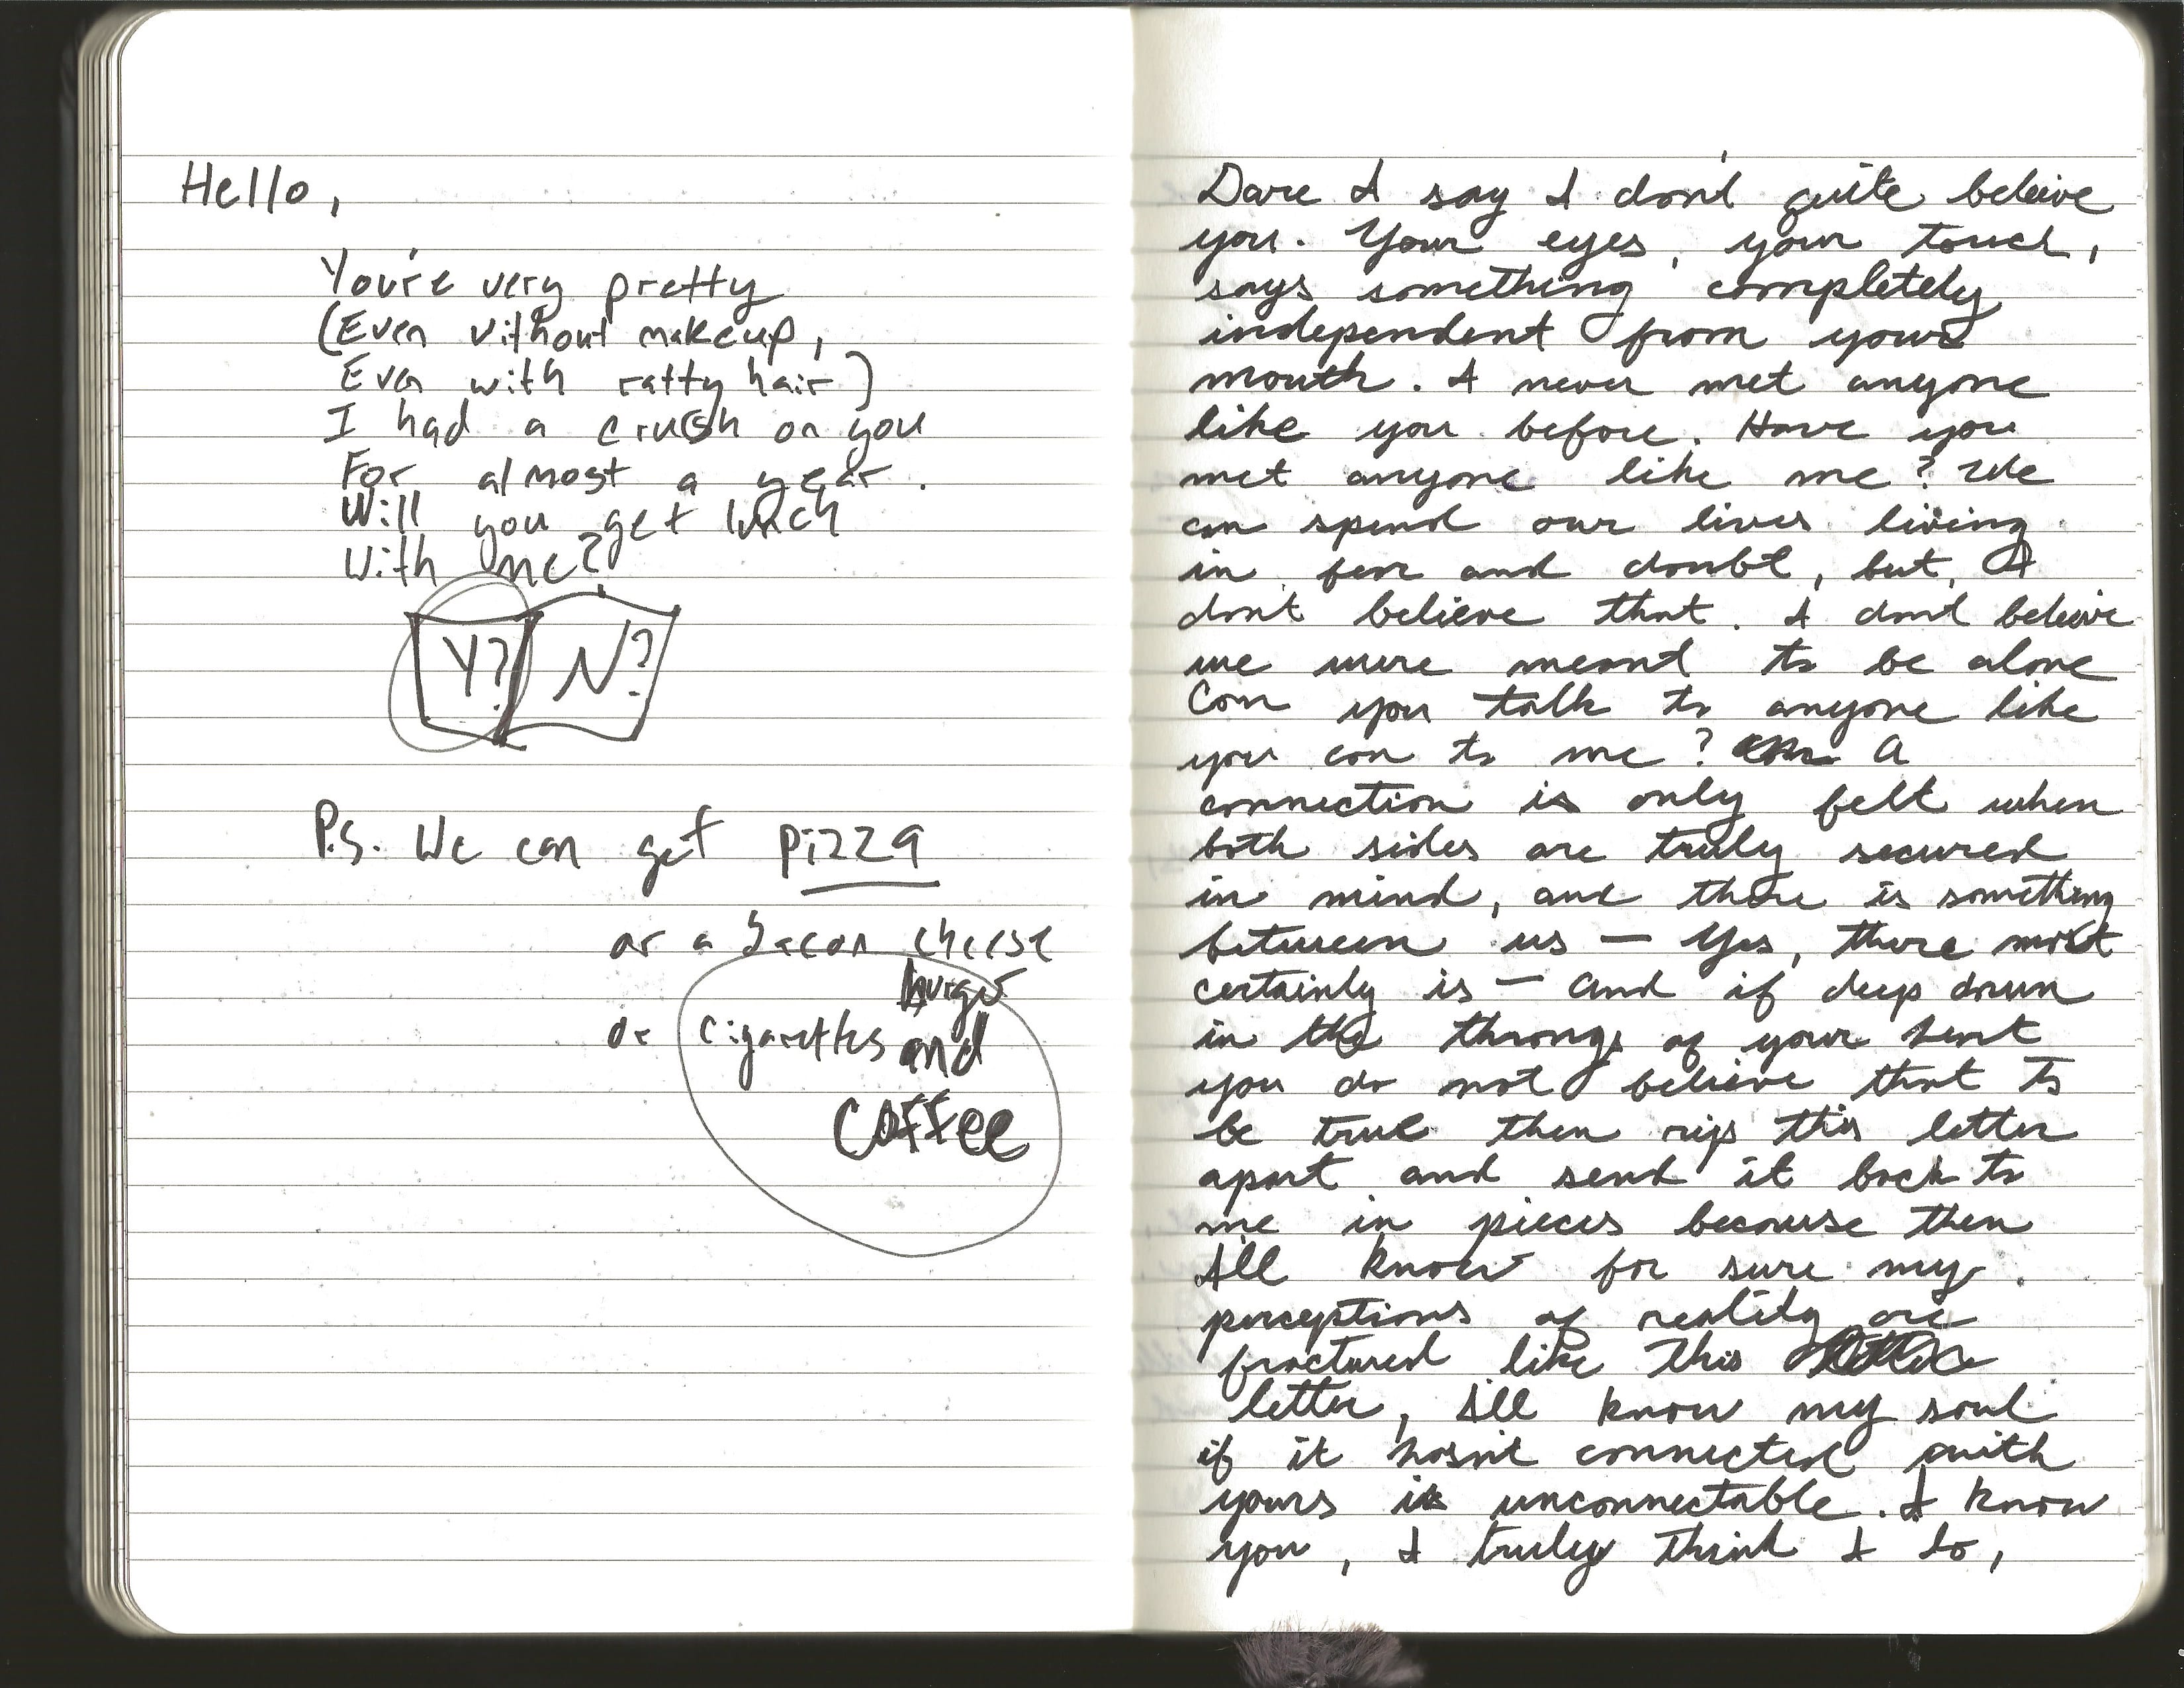 Hello,
You're very pretty
(Even without makeup,
Even with ratty hair)
I had a crush on you
For almost a year.
Will you get lunch
With me?
Y? N?
P.S. We can get pizza
or a bacon cheese
burger
or cigarettes and
coffee
Dare I say I don't quite beleive
you. Your eyes, your touch,
says something completely
independent from your
mouth. I never met anyone
like you before. Have you
met anyone like me? We
can spend our lives living
in fear and doubt, but, I
don't believe that. I don't beleive
we were meant to be alone
Can you talk to anyone like
you can to me? A
connection is only felt when
both sides are truly secured
in mind, and there is something
between us — Yes, there most
certainly is — and if deep down
in the throngs of your
you do not believe that to
be true then rip this letter
apart and send it back to
me in pieces because then
I'll know for sure my
perceptions of reality are
fractured like this
letter, I'll know my soul
if it hasn't connected with
yours is unconnectable. I know
you, I truly think I do,